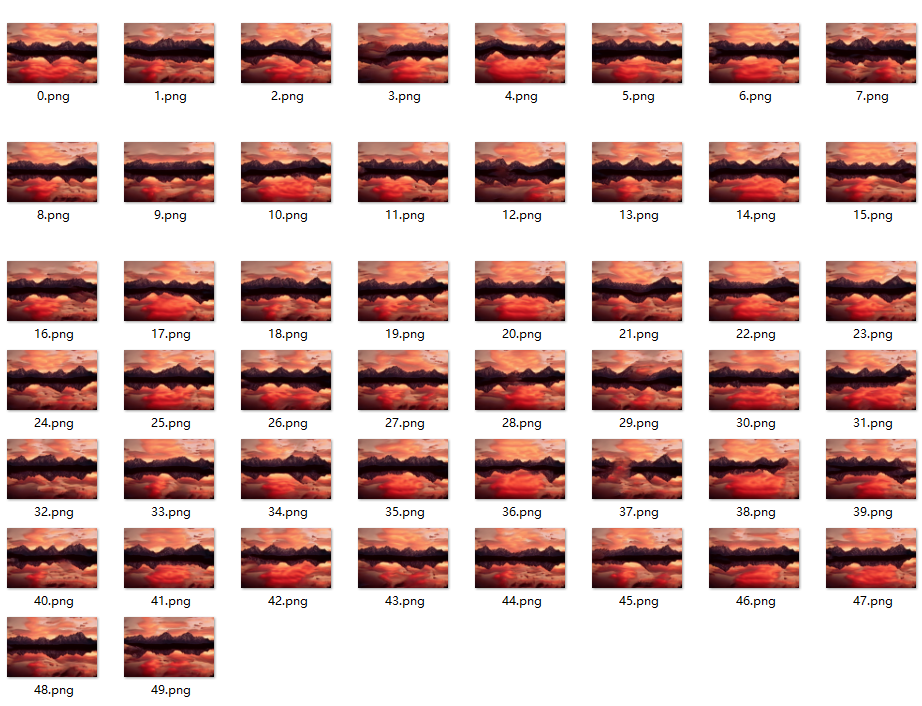 0.png 1.png 2.png 3.png 4.png 5.png 6.png 7.png
8.png 9.png 10.png 11.png 12.png 13.png 14.png 15.png
16.png 17.png 18.png 19.png 20.png 21.png 22.png 23.png
24.png 25.png 26.png 27.png 28.png 29.png 30.png 31.png
32.png 33.png 34.png 35.png 36.png 37.png 38.png 39.png
40.png 41.png 42.png 43.png 44.png 45.png 46.png 47.png
48.png 49.png